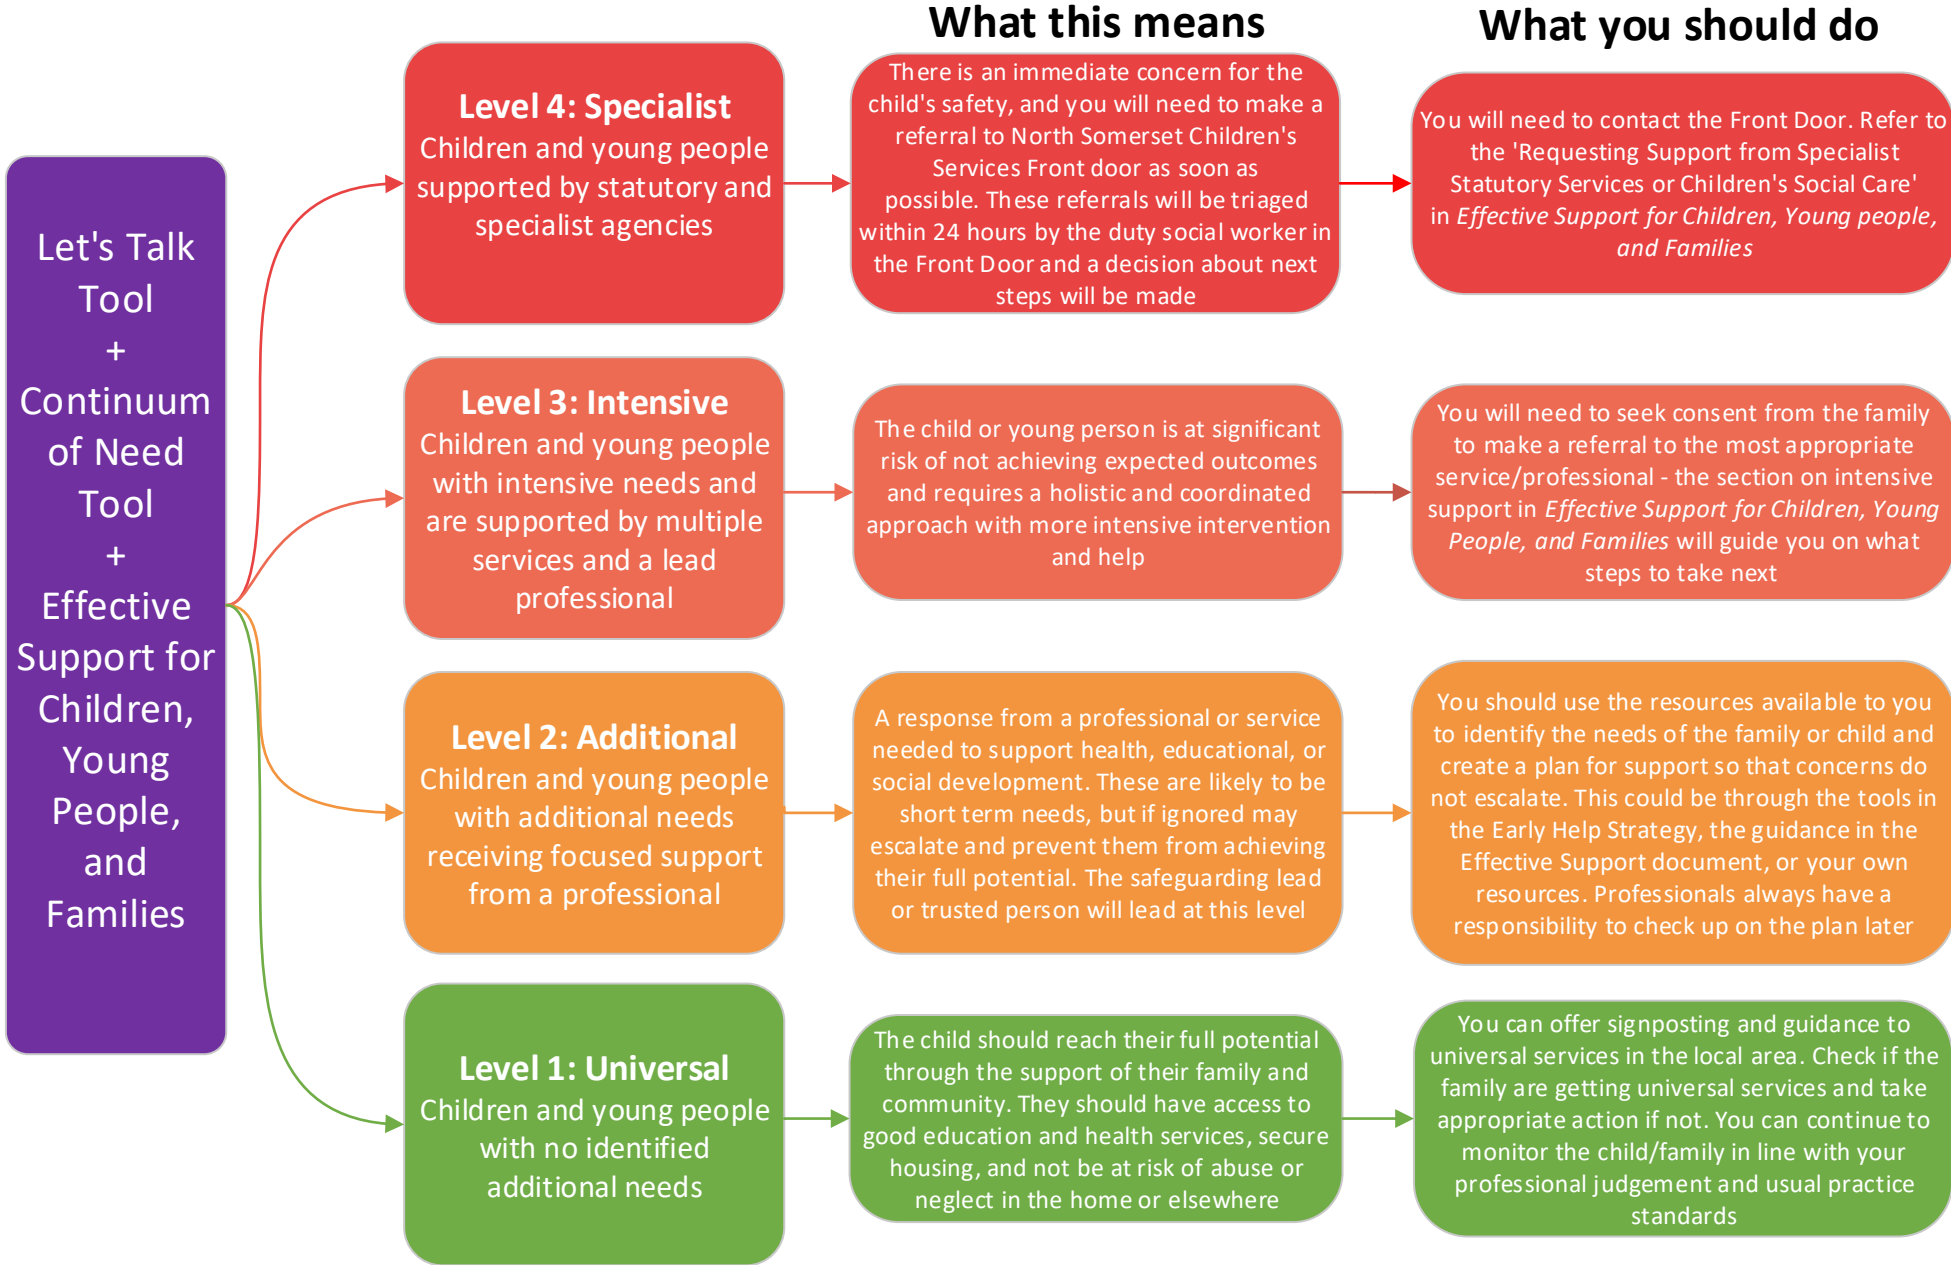 What this means
What you should do
Let's Talk
Tool
+
Continuum
of Need
Tool
+
Effective
Support for
Children,
Young
People,
and
Families
Level 4: Specialist
Children and young people
supported by statutory and
specialist agencies
There is an immediate concern for the
child's safety, and you will need to make a
referral to North Somerset Children's
Services Front door as soon as
possible. These referrals will be triaged
within 24 hours by the duty social worker in
the Front Door and a decision about next
steps will be made
You will need to contact the Front Door. Refer to
the 'Requesting Support from Specialist
Statutory Services or Children's Social Care'
in Effective Support for Children, Young people,
and Families
Level 3: Intensive
Children and young people
with intensive needs and
are supported by multiple
services and a lead
professional
The child or young person is at significant
risk of not achieving expected outcomes
and requires a holistic and coordinated
approach with more intensive intervention
and help
You will need to seek consent from the family
to make a referral to the most appropriate
service/professional - the section on intensive
support in Effective Support for Children, Young
People, and Families will guide you on what
steps to take next
Level 2: Additional
Children and young people
with additional needs
receiving focused support
from a professional
A response from a professional or service
needed to support health, educational, or
social development. These are likely to be
short term needs, but if ignored may
escalate and prevent them from achieving
their full potential. The safeguarding lead
or trusted person will lead at this level
You should use the resources available to you
to identify the needs of the family or child and
create a plan for support so that concerns do
not escalate. This could be through the tools in
the Early Help Strategy, the guidance in the
Effective Support document, or your own
resources. Professionals always have a
responsibility to check up on the plan later
Level 1: Universal
Children and young people
with no identified
additional needs
The child should reach their full potential
through the support of their family and
community. They should have access to
good education and health services, secure
housing, and not be at risk of abuse or
neglect in the home or elsewhere
You can offer signposting and guidance to
universal services in the local area. Check if the
family are getting universal services and take
appropriate action if not. You can continue to
monitor the child/family in line with your
professional judgement and usual practice
standards